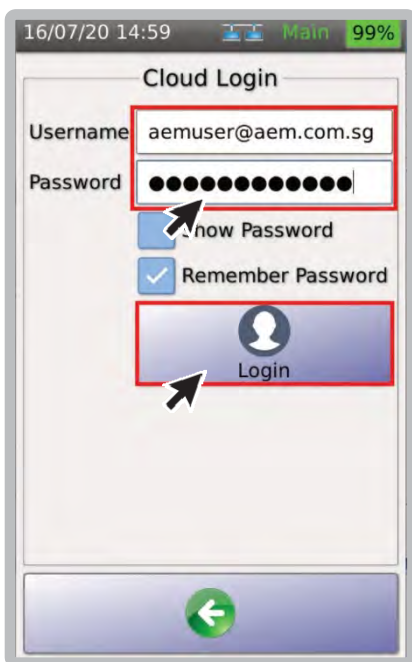 16/07/20 14:59 Main 99%
Cloud Login
Username aemuser@aem.com.sg
Password ●●●●●●●●●●●●
Show Password
Remember Password
Login